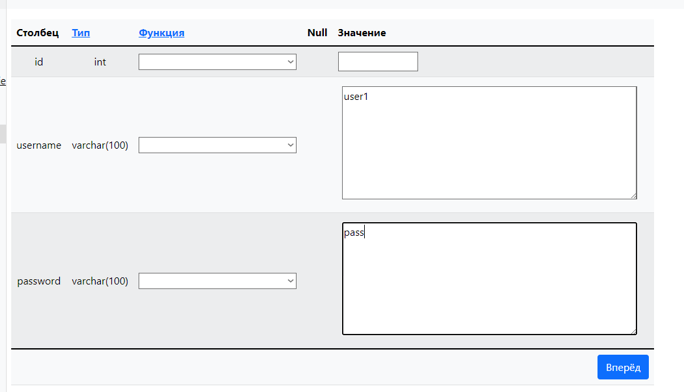 Столбец Тип Функция Null Значение
id int
е
user1
username varchar(100)
pass
password varchar(100)
Вперёд